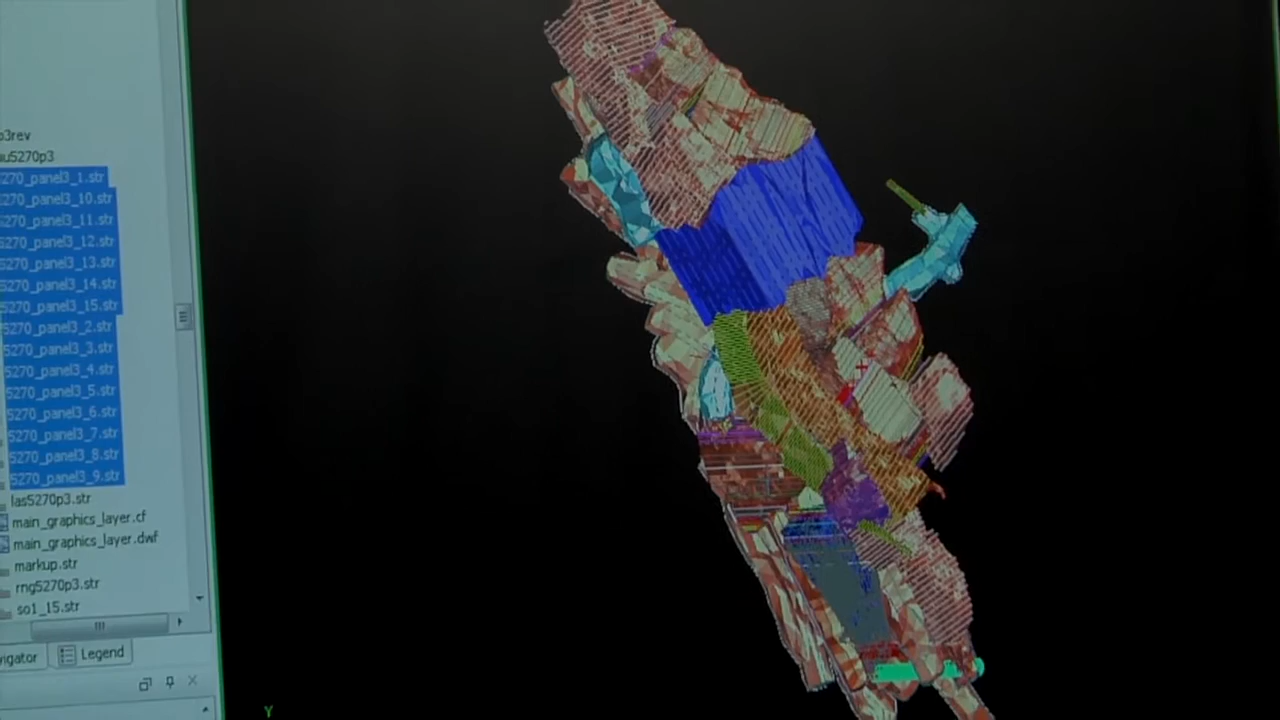 p3rev
uu5270p3
5270_panel3_1.str
5270_panel3_10.str
5270_panel3_11.str
5270_panel3_12.str
5270_panel3_13.str
5270_panel3_14.str
5270_panel3_15.str
5270_panel3_2.str
5270_panel3_3.str
5270_panel3_4.str
5270_panel3_5.str
5270_panel3_6.str
5270_panel3_7.str
5270_panel3_8.str
5270_panel3_9.str
las5270p3.str
main_graphics_layer.cf
main_graphics_layer.dwf
markup.str
rng5270p3.str
so1_15.str
vigator Legend
Y